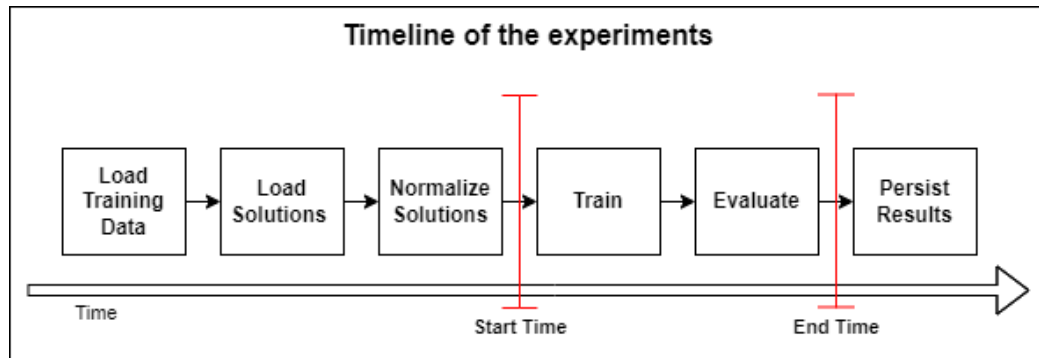 Timeline of the experiments
Load
Training
Data
Load
Solutions
Normalize
Solutions
Train
Evaluate
Persist
Results
Time
Start Time
End Time